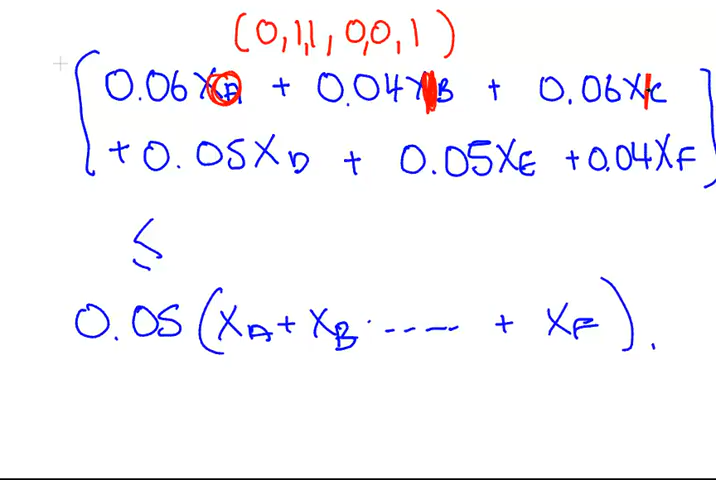 (0,1,1,0,0,1)
0.06XA + 0.04XB + 0.06XC
+ 0.05XD + 0.05XE + 0.04XF
≤
0.05(XA + XB ..---- + XF).